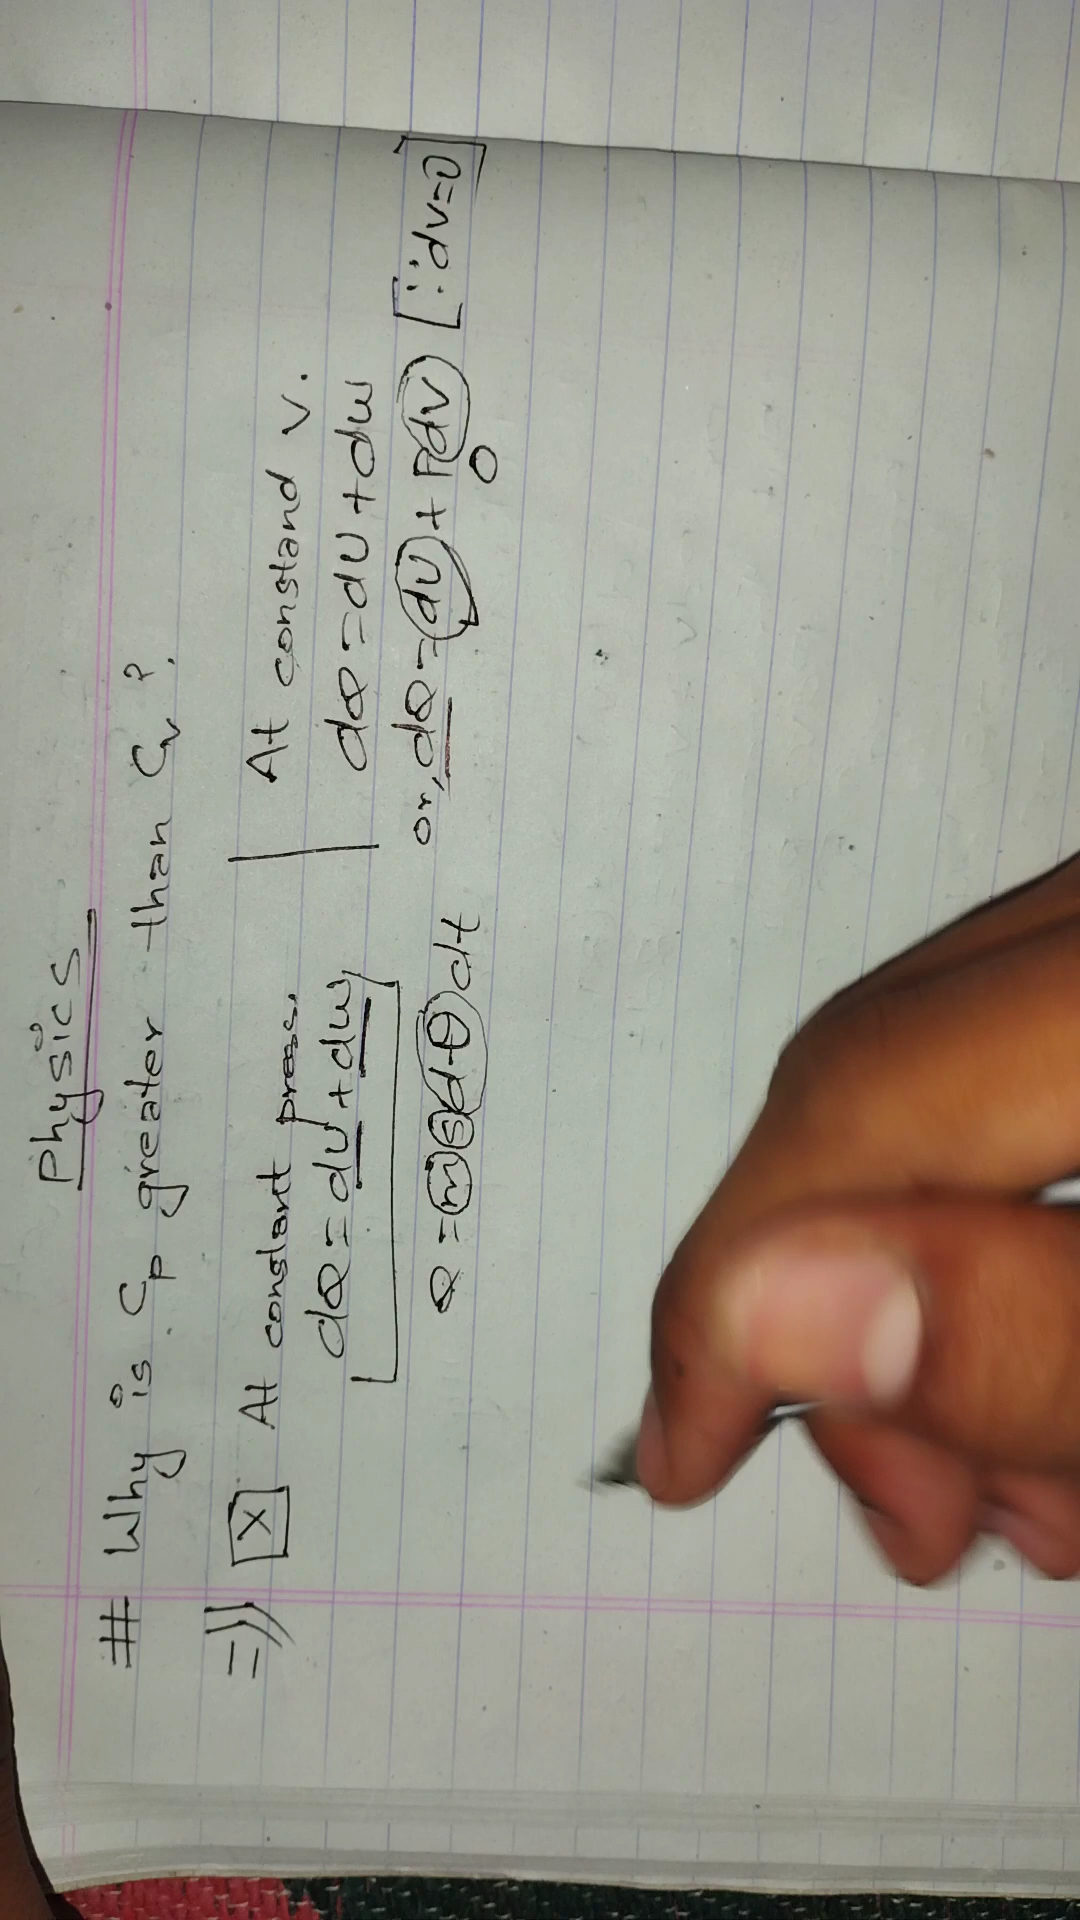 Physics
# Why is Cp greater than Cv?
=) X At constant press. | At constand v.
dQ = dU + dw | dQ = dU + dw
or, dQ = dU + Pdv [∵ dv=0]
0
Q = msdθ dt